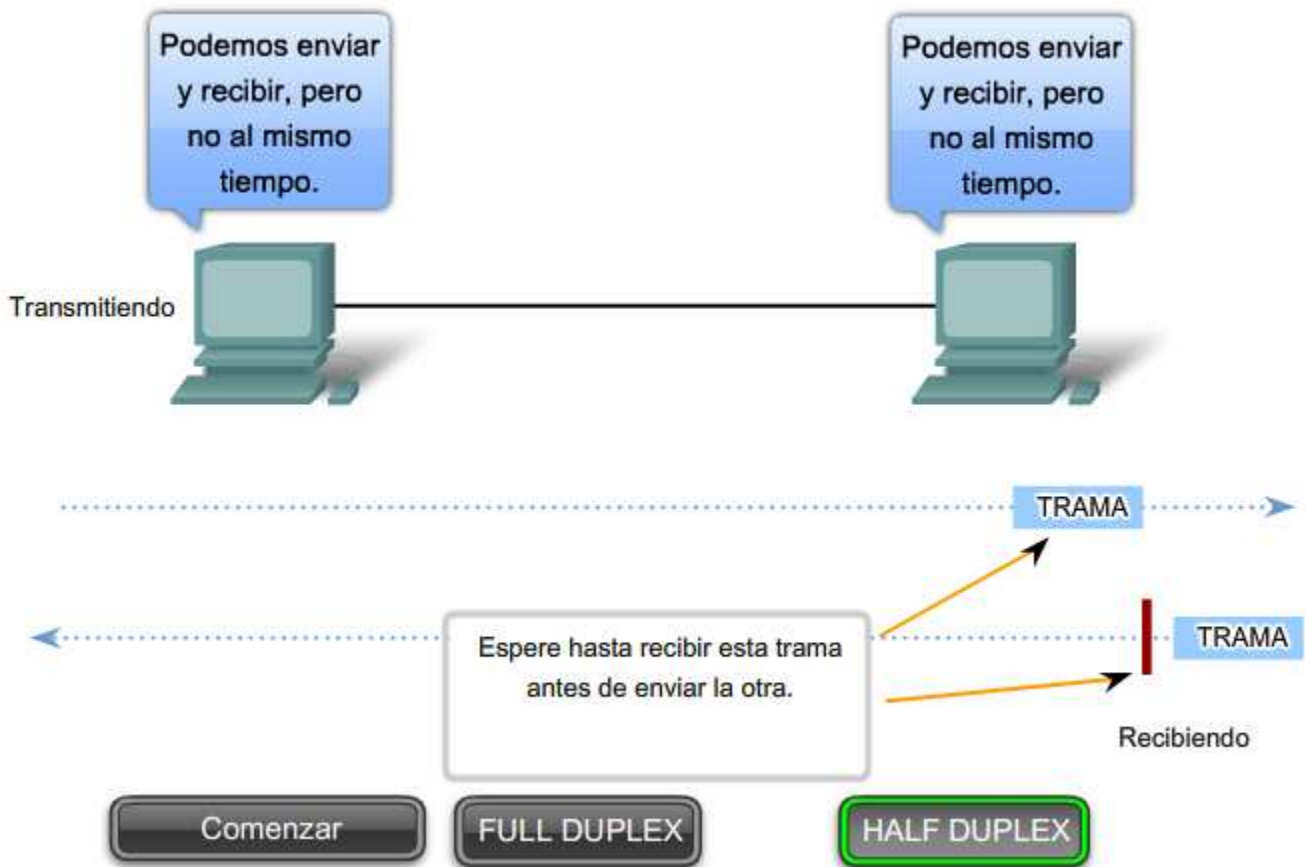 Podemos enviar
y recibir, pero
no al mismo
tiempo.
Podemos enviar
y recibir, pero
no al mismo
tiempo.
Transmitiendo
TRAMA
TRAMA
Espere hasta recibir esta trama
antes de enviar la otra.
Recibiendo
Comenzar
FULL DUPLEX
HALF DUPLEX